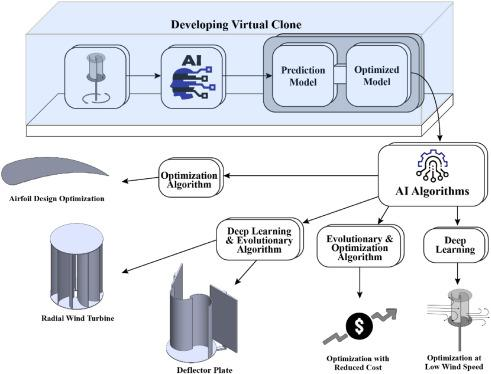 Developing Virtual Clone
AI
Prediction
Model
Optimized
Model
AI Algorithms
Optimization
Algorithm
Airfoil Design Optimization
Deep Learning
& Evolutionary
Algorithm
Evolutionary &
Optimization
Algorithm
Deep
Learning
Radial Wind Turbine
Deflector Plate
$
Optimization with
Reduced Cost
Optimization at
Low Wind Speed